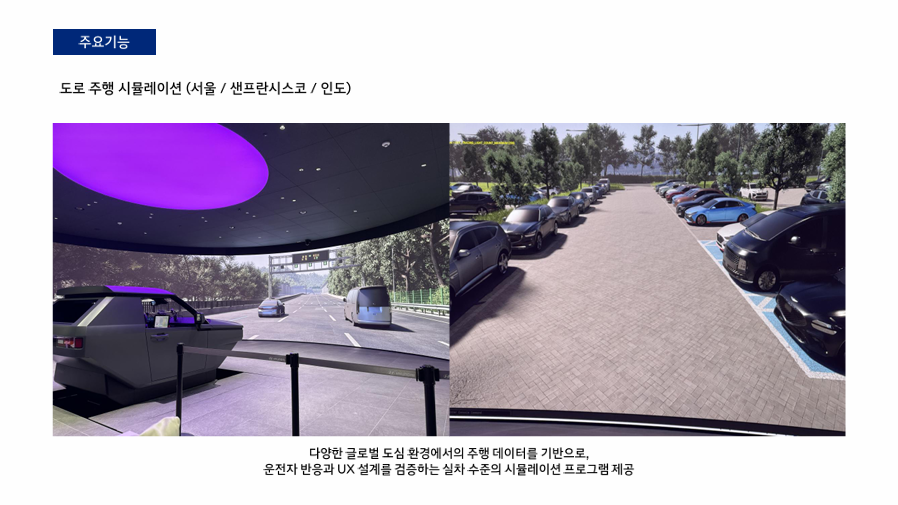 주요기능
도로 주행 시뮬레이션 (서울 / 샌프란시스코 / 인도)
다양한 글로벌 도심 환경에서의 주행 데이터를 기반으로,
운전자 반응과 UX 설계를 검증하는 실차 수준의 시뮬레이션 프로그램 제공